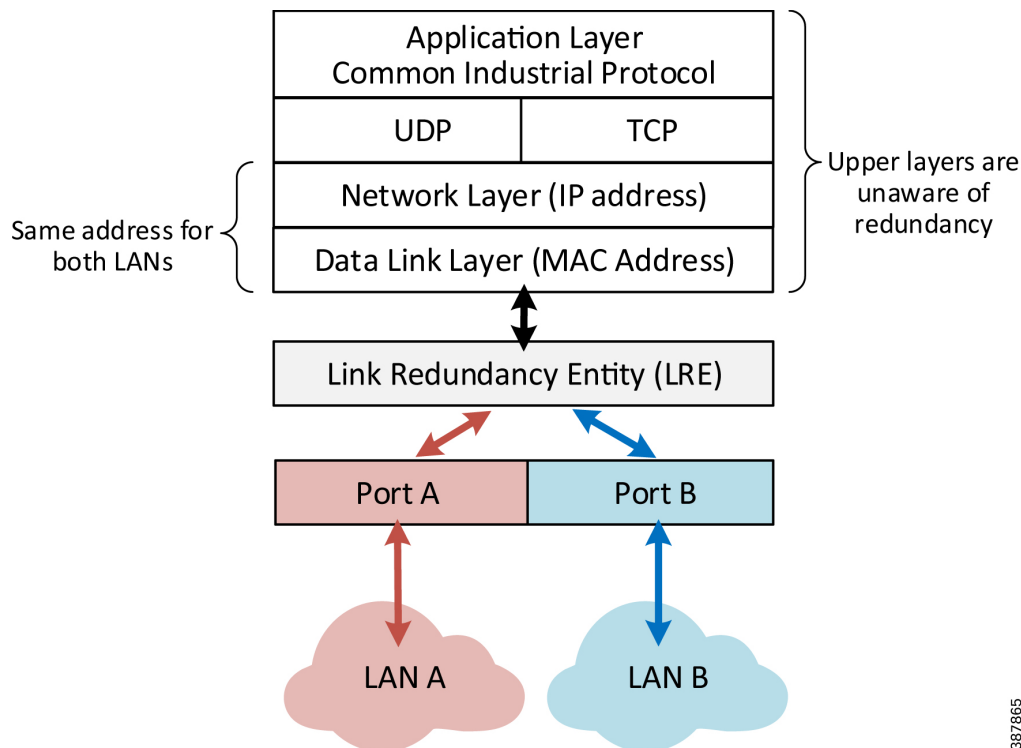 Application Layer
Common Industrial Protocol
UDP
TCP
Network Layer (IP address)
Data Link Layer (MAC Address)
Same address for
both LANs
Upper layers are
unaware of
redundancy
Link Redundancy Entity (LRE)
Port A
Port B
LAN A
LAN B
387865